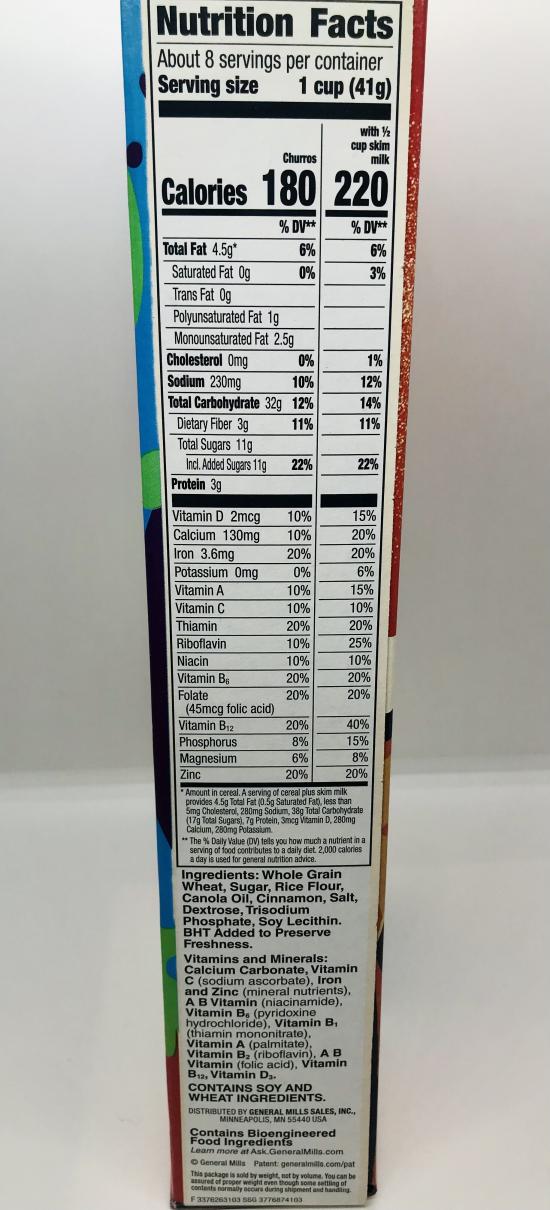 Nutrition Facts
About 8 servings per container
Serving size 1 cup (41g)
with ½
cup skim
Churros milk
Calories 180 220
% DV** % DV**
Total Fat 4.5g* 6% 6%
Saturated Fat 0g 0% 3%
Trans Fat 0g
Polyunsaturated Fat 1g
Monounsaturated Fat 2.5g
Cholesterol 0mg 0% 1%
Sodium 230mg 10% 12%
Total Carbohydrate 32g 12% 14%
Dietary Fiber 3g 11% 11%
Total Sugars 11g
Incl. Added Sugars 11g 22% 22%
Protein 3g
Vitamin D 2mcg 10% 15%
Calcium 130mg 10% 20%
Iron 3.6mg 20% 20%
Potassium 0mg 0% 6%
Vitamin A 10% 15%
Vitamin C 10% 10%
Thiamin 20% 20%
Riboflavin 10% 25%
Niacin 10% 10%
Vitamin B₆ 20% 20%
Folate 20% 20%
(45mcg folic acid)
Vitamin B₁₂ 20% 40%
Phosphorus 8% 15%
Magnesium 6% 8%
Zinc 20% 20%
* Amount in cereal. A serving of cereal plus skim milk
provides 4.5g Total Fat (0.5g Saturated Fat), less than
5mg Cholesterol, 280mg Sodium, 38g Total Carbohydrate
(17g Total Sugars), 7g Protein, 3mcg Vitamin D, 280mg
Calcium, 280mg Potassium.
** The % Daily Value (DV) tells you how much a nutrient in a
serving of food contributes to a daily diet. 2,000 calories
a day is used for general nutrition advice.
Ingredients: Whole Grain
Wheat, Sugar, Rice Flour,
Canola Oil, Cinnamon, Salt,
Dextrose, Trisodium
Phosphate, Soy Lecithin.
BHT Added to Preserve
Freshness.
Vitamins and Minerals:
Calcium Carbonate, Vitamin
C (sodium ascorbate), Iron
and Zinc (mineral nutrients),
A B Vitamin (niacinamide),
Vitamin B₆ (pyridoxine
hydrochloride), Vitamin B₁
(thiamin mononitrate),
Vitamin A (palmitate),
Vitamin B₂ (riboflavin), A B
Vitamin (folic acid), Vitamin
B₁₂, Vitamin D₃.
CONTAINS SOY AND
WHEAT INGREDIENTS.
DISTRIBUTED BY GENERAL MILLS SALES, INC.,
MINNEAPOLIS, MN 55440 USA
Contains Bioengineered
Food Ingredients
Learn more at Ask.GeneralMills.com
© General Mills Patent: generalmills.com/pat
This package is sold by weight, not by volume. You can be
assured of proper weight even though some settling of
contents normally occurs during shipment and handling.
F 3376263103 S6G 3776874103